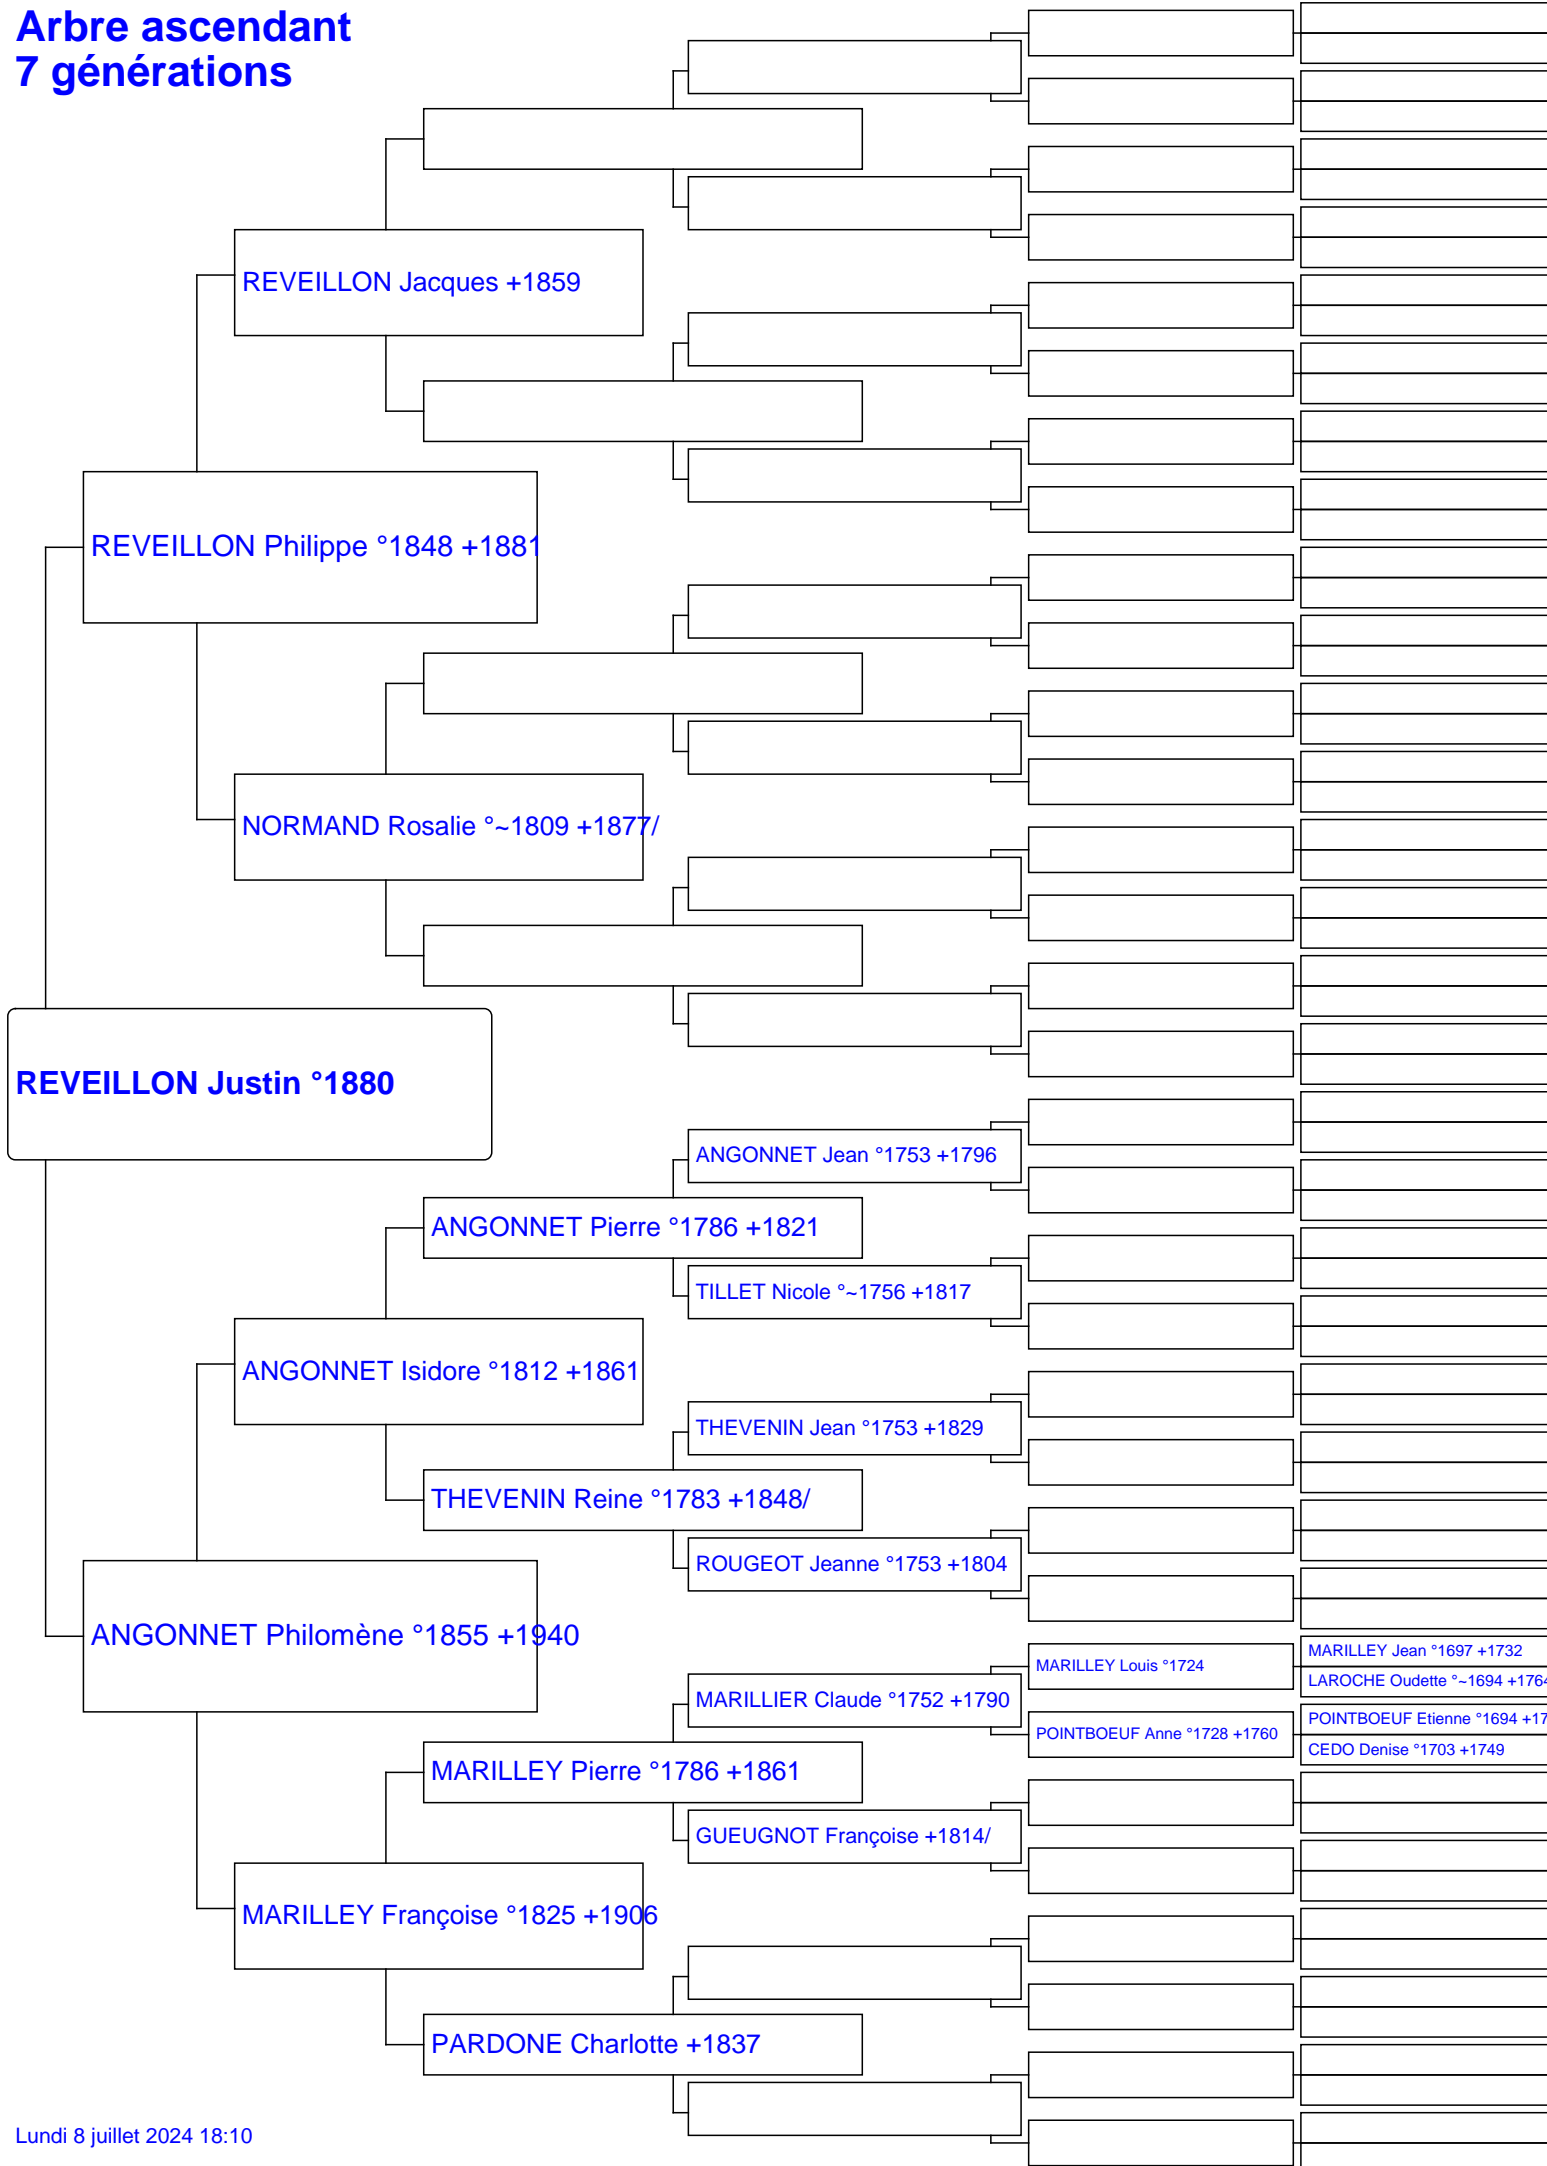 Arbre ascendant
7 générations
REVEILLON Jacques +1859
REVEILLON Philippe °1848 +1881
NORMAND Rosalie °~1809 +1877/
REVEILLON Justin °1880
ANGONNET Jean °1753 +1796
ANGONNET Pierre °1786 +1821
TILLET Nicole °~1756 +1817
ANGONNET Isidore °1812 +1861
THEVENIN Jean °1753 +1829
THEVENIN Reine °1783 +1848/
ROUGEOT Jeanne °1753 +1804
ANGONNET Philomène °1855 +1940
MARILLEY Jean °1697 +1732
MARILLEY Louis °1724
LAROCHE Oudette °~1694 +1764
MARILLIER Claude °1752 +1790
POINTBOEUF Etienne °1694 +17
POINTBOEUF Anne °1728 +1760
CEDO Denise °1703 +1749
MARILLEY Pierre °1786 +1861
GUEUGNOT Françoise +1814/
MARILLEY Françoise °1825 +1906
PARDONE Charlotte +1837
Lundi 8 juillet 2024 18:10